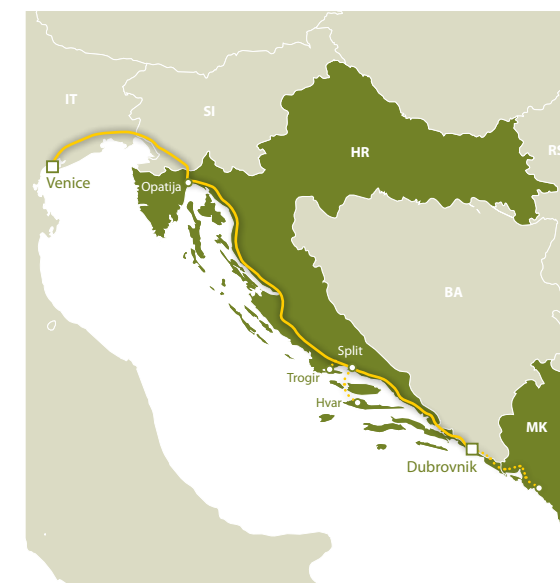 IT
SI
HR
RS
Venice
Opatija
BA
Split
Trogir
Hvar
MK
Dubrovnik